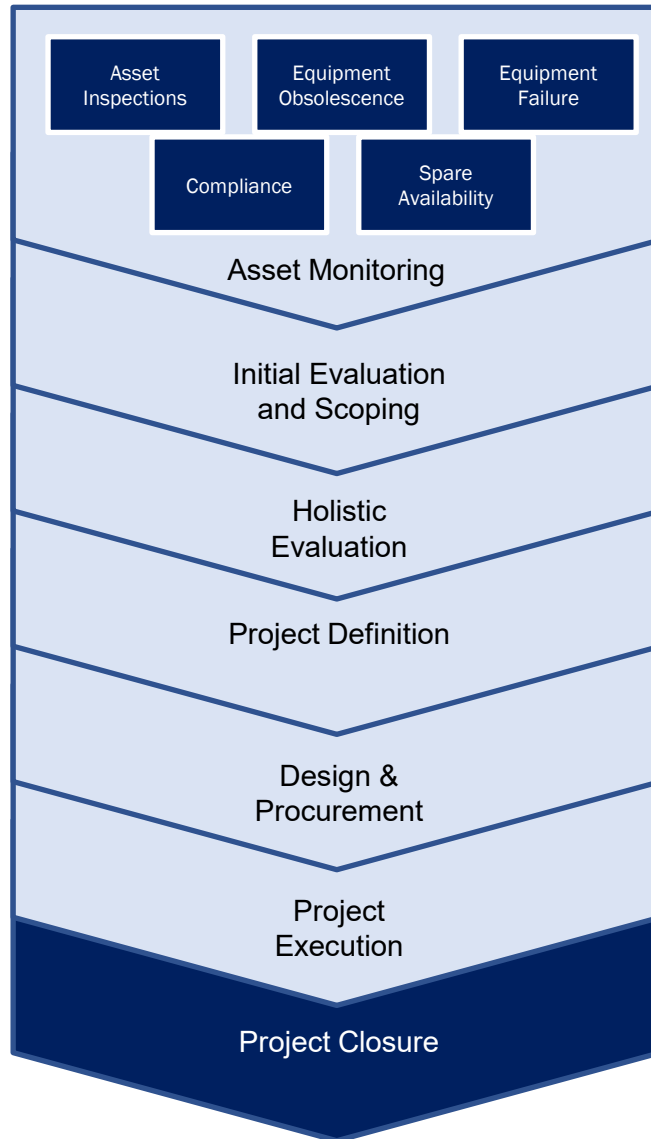 Asset
Inspections
Equipment
Obsolescence
Equipment
Failure
Compliance
Spare
Availability
Asset Monitoring
Initial Evaluation
and Scoping
Holistic
Evaluation
Project Definition
Design &
Procurement
Project
Execution
Project Closure